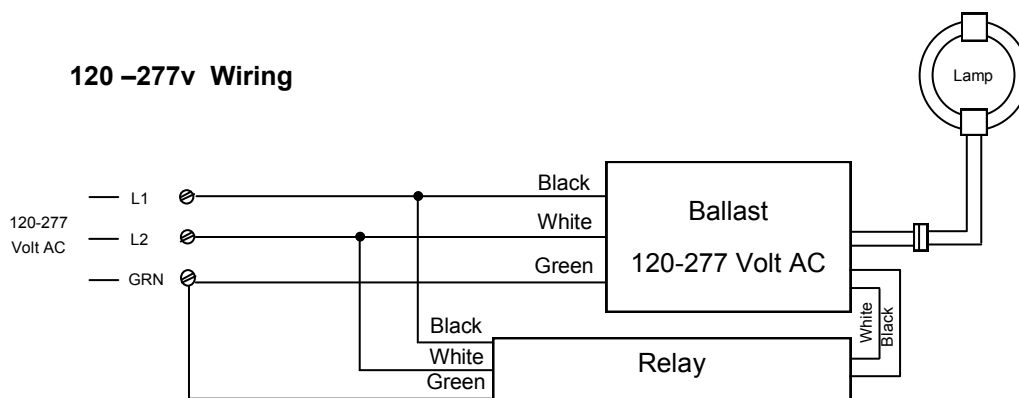 120 –277v Wiring
Lamp
L1
120-277
Volt AC
L2
GRN
Black
White
Green
Ballast
120-277 Volt AC
White
Black
Black
White
Green
Relay